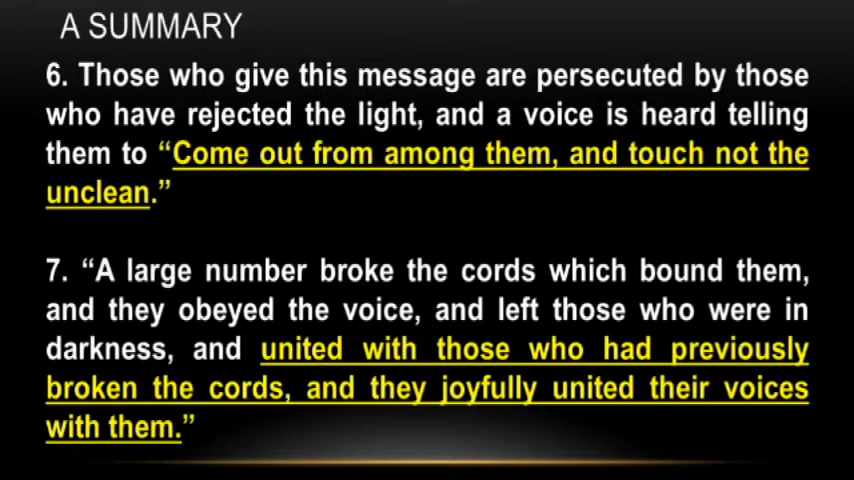 A SUMMARY
6. Those who give this message are persecuted by those
who have rejected the light, and a voice is heard telling
them to “Come out from among them, and touch not the
unclean.”
7. “A large number broke the cords which bound them,
and they obeyed the voice, and left those who were in
darkness, and united with those who had previously
broken the cords, and they joyfully united their voices
with them.”